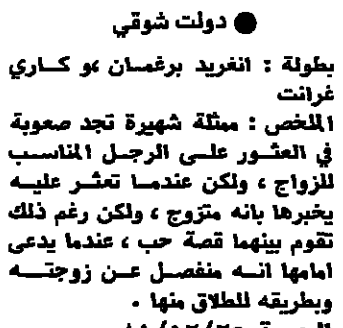 ● دولت شوقي
بطولة : انغريد برغمان ،و كاري
غرانت
الملخص : ممثلة شهيرة تجد صعوبة
في العثور على الرجل المناسب
للزواج ، ولكن عندما تعثر عليه
يخبرها بانه متزوج ، ولكن رغم ذلك
تقوم بينهما قصة حب ، عندما يدعى
امامها انه منفصل عن زوجته
وبطريقه للطلاق منها .